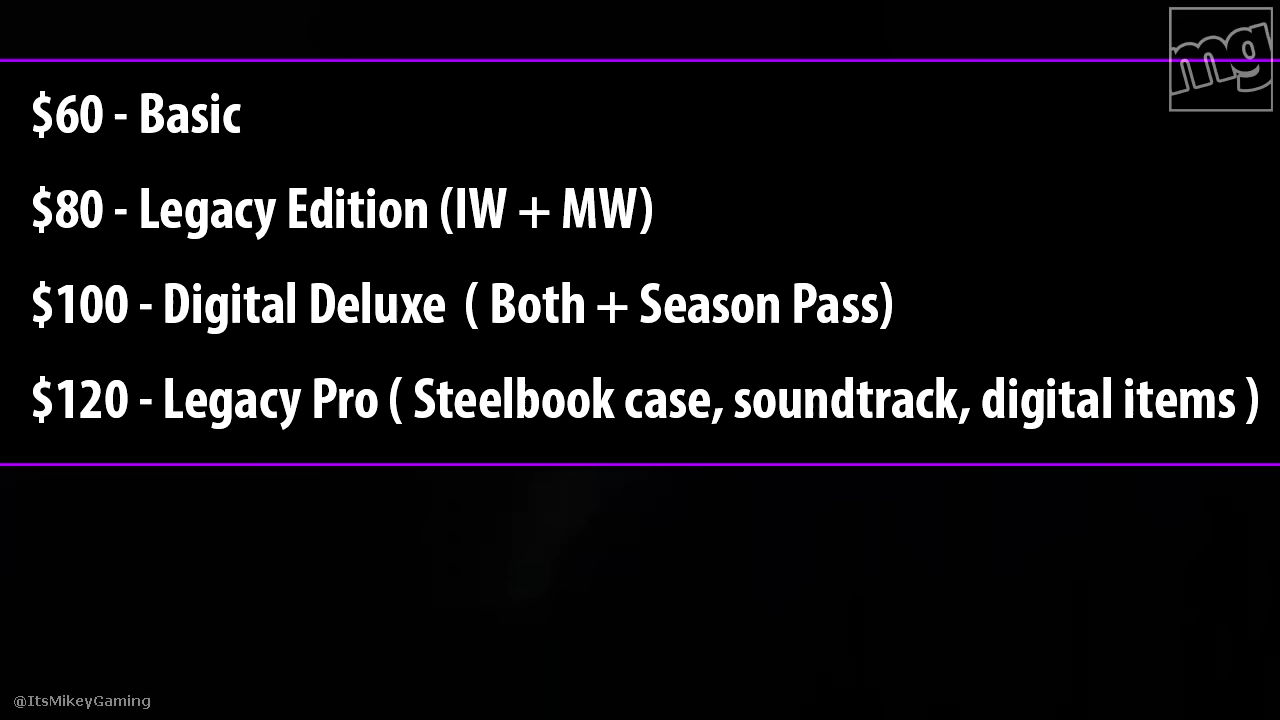 mg
$60 - Basic
$80 - Legacy Edition (IW + MW)
$100 - Digital Deluxe ( Both + Season Pass)
$120 - Legacy Pro ( Steelbook case, soundtrack, digital items )
@ItsMikeyGaming